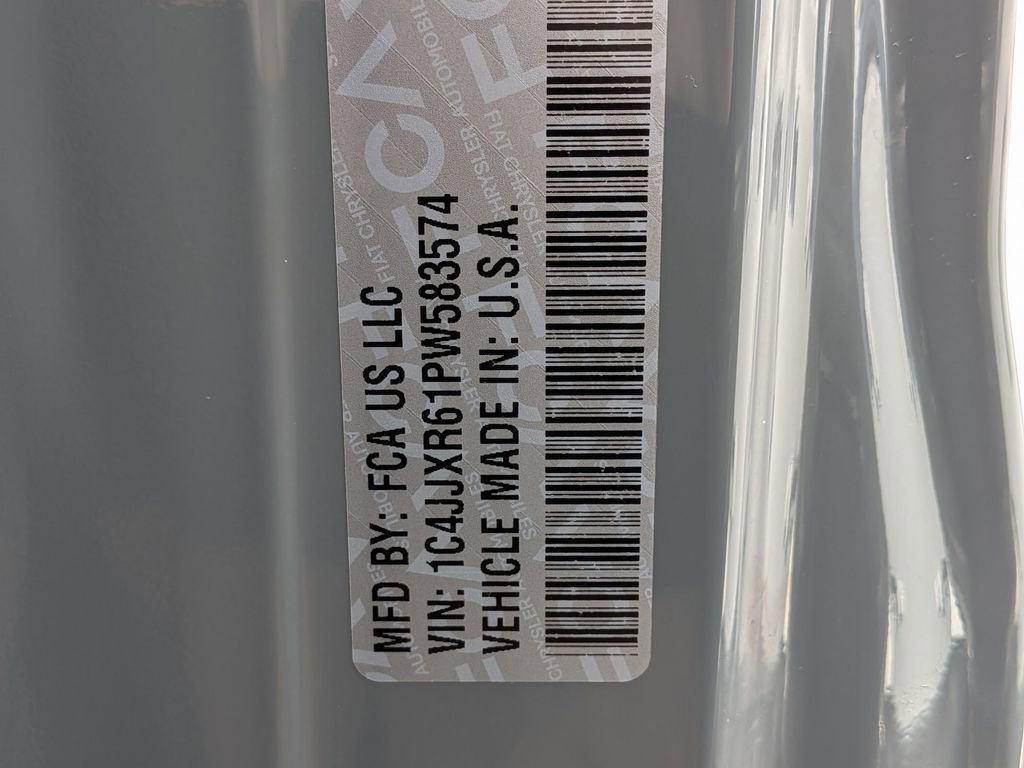 MFD BY: FCA US LLC
VIN: 1C4JJXR61PW583574
VEHICLE MADE IN: U.S.A.